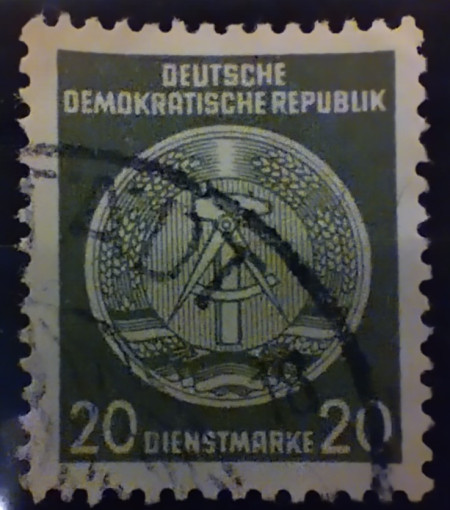 DEUTSCHE
DEMOKRATISCHE REPUBLIK
20 DIENSTMARKE 20